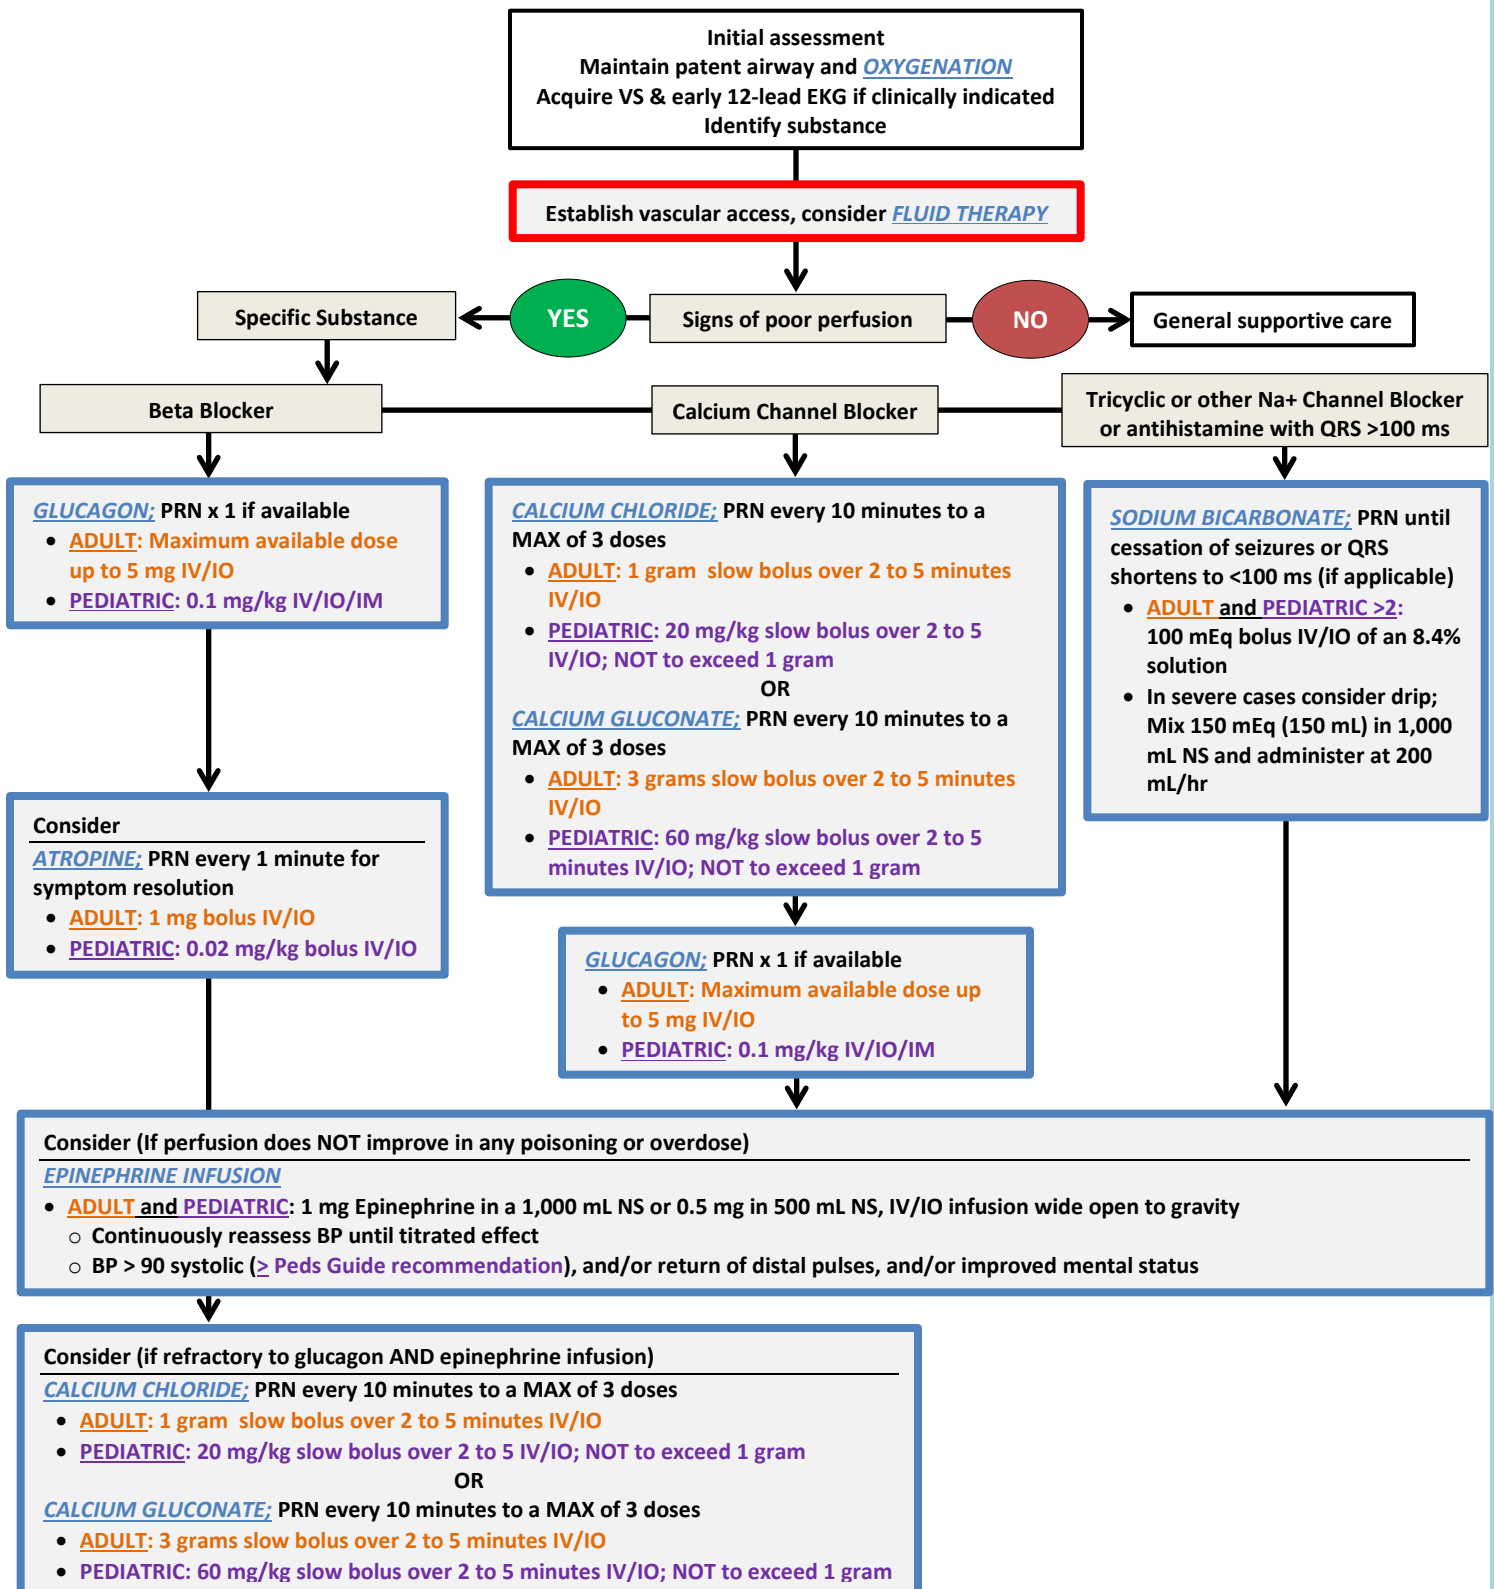 Initial assessment
Maintain patent airway and OXYGENATION
Acquire VS & early 12-lead EKG if clinically indicated
Identify substance
Establish vascular access, consider FLUID THERAPY
Specific Substance
YES
Signs of poor perfusion
NO
General supportive care
Beta Blocker
Calcium Channel Blocker
Tricyclic or other Na+ Channel Blocker
or antihistamine with QRS >100 ms
GLUCAGON; PRN x 1 if available
• ADULT: Maximum available dose
up to 5 mg IV/IO
• PEDIATRIC: 0.1 mg/kg IV/IO/IM
Consider
ATROPINE; PRN every 1 minute for
symptom resolution
• ADULT: 1 mg bolus IV/IO
• PEDIATRIC: 0.02 mg/kg bolus IV/IO
CALCIUM CHLORIDE; PRN every 10 minutes to a
MAX of 3 doses
• ADULT: 1 gram  slow bolus over 2 to 5 minutes
IV/IO
• PEDIATRIC: 20 mg/kg slow bolus over 2 to 5
IV/IO; NOT to exceed 1 gram
OR
CALCIUM GLUCONATE; PRN every 10 minutes to a
MAX of 3 doses
• ADULT: 3 grams slow bolus over 2 to 5 minutes
IV/IO
• PEDIATRIC: 60 mg/kg slow bolus over 2 to 5
minutes IV/IO; NOT to exceed 1 gram
GLUCAGON; PRN x 1 if available
• ADULT: Maximum available dose up
to 5 mg IV/IO
• PEDIATRIC: 0.1 mg/kg IV/IO/IM
SODIUM BICARBONATE; PRN until
cessation of seizures or QRS
shortens to <100 ms (if applicable)
• ADULT and PEDIATRIC >2:
100 mEq bolus IV/IO of an 8.4%
solution
• In severe cases consider drip;
Mix 150 mEq (150 mL) in 1,000
mL NS and administer at 200
mL/hr
Consider (If perfusion does NOT improve in any poisoning or overdose)
EPINEPHRINE INFUSION
• ADULT and PEDIATRIC: 1 mg Epinephrine in a 1,000 mL NS or 0.5 mg in 500 mL NS, IV/IO infusion wide open to gravity
o Continuously reassess BP until titrated effect
o BP > 90 systolic (≥ Peds Guide recommendation), and/or return of distal pulses, and/or improved mental status
Consider (if refractory to glucagon AND epinephrine infusion)
CALCIUM CHLORIDE; PRN every 10 minutes to a MAX of 3 doses
• ADULT: 1 gram  slow bolus over 2 to 5 minutes IV/IO
• PEDIATRIC: 20 mg/kg slow bolus over 2 to 5 IV/IO; NOT to exceed 1 gram
OR
CALCIUM GLUCONATE; PRN every 10 minutes to a MAX of 3 doses
• ADULT: 3 grams slow bolus over 2 to 5 minutes IV/IO
• PEDIATRIC: 60 mg/kg slow bolus over 2 to 5 minutes IV/IO; NOT to exceed 1 gram